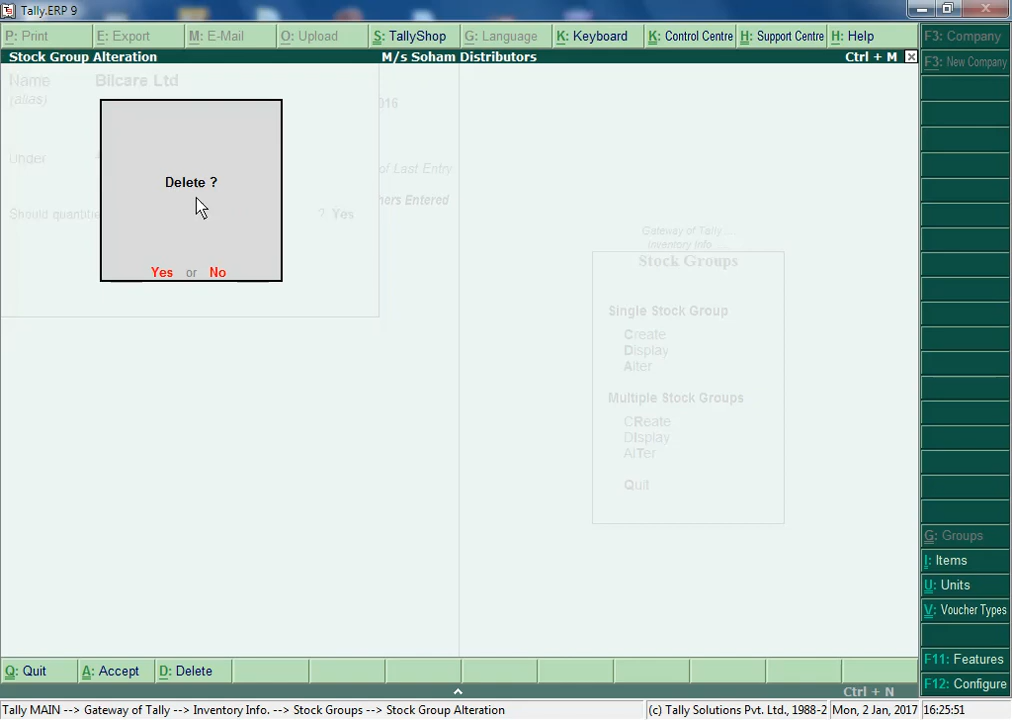 Tally.ERP 9
P: Print E: Export M: E-Mail O: Upload S: TallyShop G: Language K: Keyboard K: Control Centre H: Support Centre H: Help F3: Company
Stock Group Alteration M/s Soham Distributors Ctrl + M F3: New Company
Name Bilcare Ltd
(alias)
016
Under
of Last Entry
hers Entered
Should quantitie ? Yes
Delete ?
Yes or No
Gateway of Tally ....
Inventory Info. ....
Stock Groups
Single Stock Group
Create
Display
Alter
Multiple Stock Groups
CReate
DIsplay
AlTer
Quit
G: Groups
I: Items
U: Units
V: Voucher Types
F11: Features
F12: Configure
Q: Quit A: Accept D: Delete
Ctrl + N
Tally MAIN --> Gateway of Tally --> Inventory Info. --> Stock Groups --> Stock Group Alteration (c) Tally Solutions Pvt. Ltd., 1988-2 Mon, 2 Jan, 2017 16:25:51